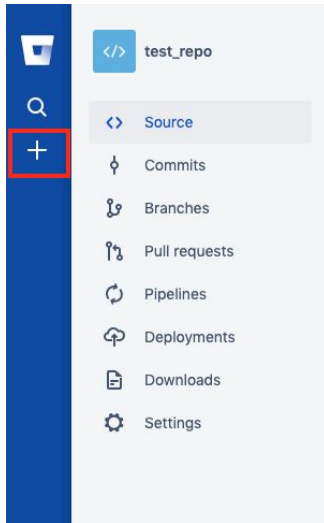 test_repo
Source
Commits
Branches
Pull requests
Pipelines
Deployments
Downloads
Settings